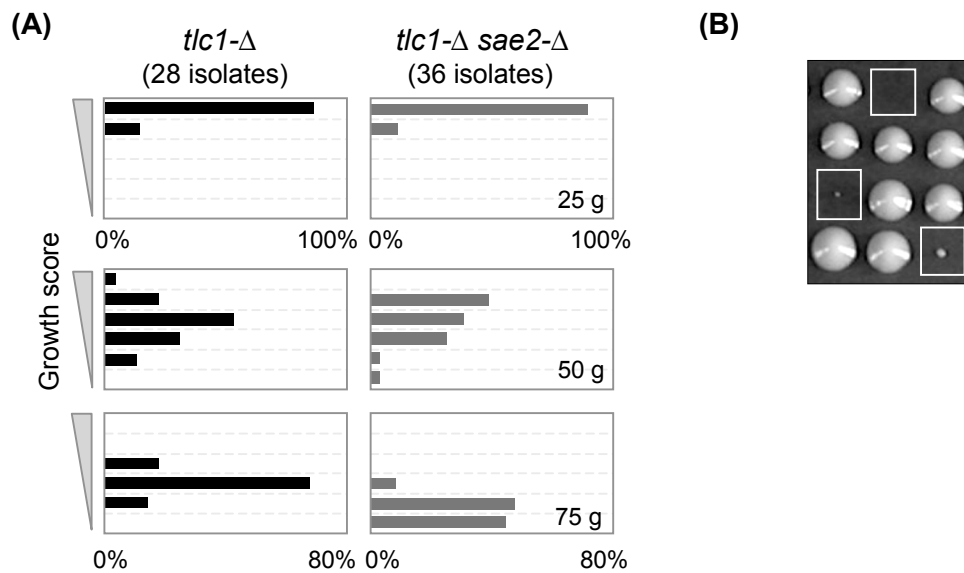 (A)
(B)
tlc1-Δ
(28 isolates)
tlc1-Δ sae2-Δ
(36 isolates)
Growth score
25 g
0%
100%
0%
100%
50 g
75 g
0%
80%
0%
80%